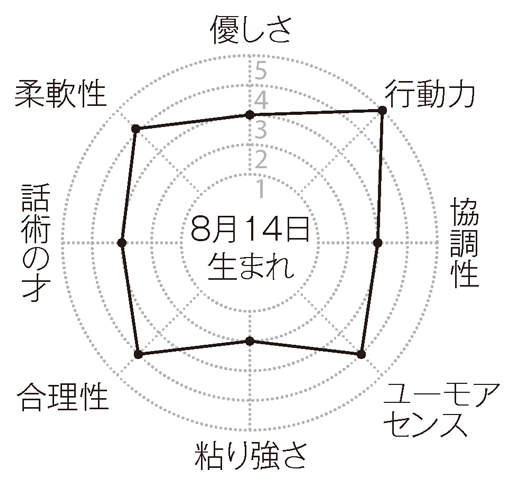 優しさ
柔軟性
行動力
5
4
3
2
1
話術の才
8月14日
生まれ
協調性
合理性
ユーモア
センス
粘り強さ